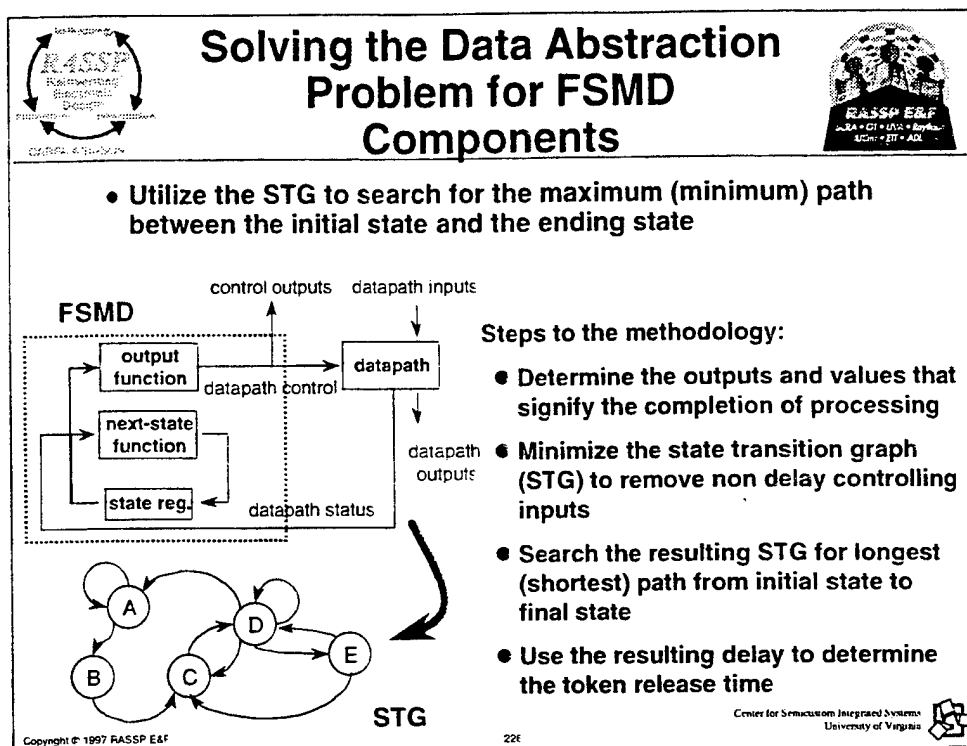 RASSP
Reinventing
Electronic
Design
Solving the Data Abstraction
Problem for FSMD
Components
RASSP E&F
• Utilize the STG to search for the maximum (minimum) path
between the initial state and the ending state
control outputs
datapath inputs
FSMD
output
function
datapath control
datapath
next-state
function
datapath
outputs
state reg.
datapath status
A
B
C
D
E
STG
Steps to the methodology:
• Determine the outputs and values that
signify the completion of processing
• Minimize the state transition graph
(STG) to remove non delay controlling
inputs
• Search the resulting STG for longest
(shortest) path from initial state to
final state
• Use the resulting delay to determine
the token release time
Copyright © 1997 RASSP E&F
Center for Semicustom Integrated Systems
University of Virginia